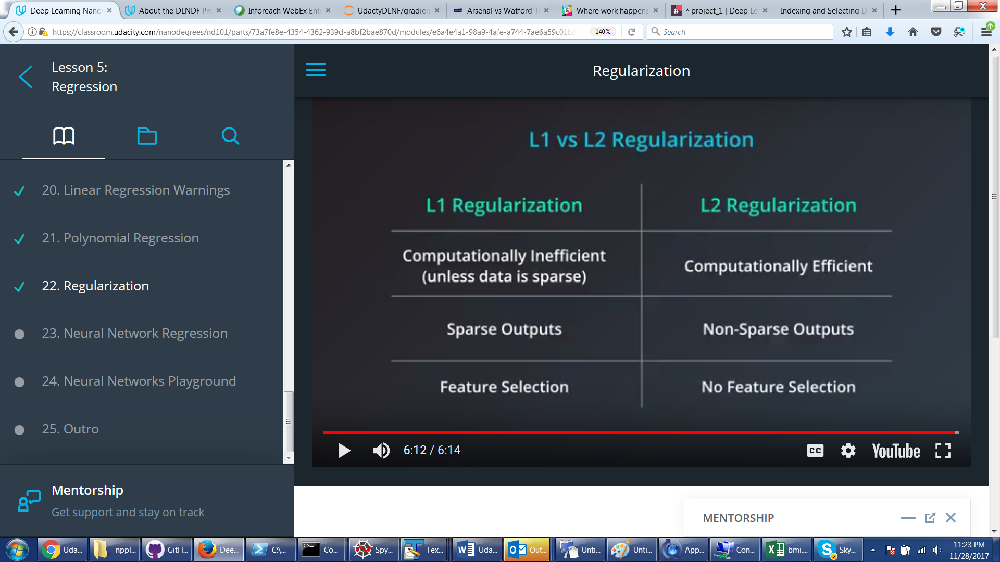 Deep Learning Nano
About the DLNDF Pro
Inforeach WebEx Ent
UdactyDLNF/gradien
Arsenal vs Watford T
Where work happens
* project_1 | Deep Le
Indexing and Selecting D
https://classroom.udacity.com/nanodegrees/nd101/parts/73a7fe8e-4354-4362-939d-a8bf2bae870d/modules/e6a4e4a1-98a9-4afe-a744-7ae6a59c01b
140%
Search
Lesson 5:
Regression
20. Linear Regression Warnings
21. Polynomial Regression
22. Regularization
23. Neural Network Regression
24. Neural Networks Playground
25. Outro
Mentorship
Get support and stay on track
Regularization
L1 vs L2 Regularization
L1 Regularization
L2 Regularization
Computationally Inefficient
(unless data is sparse)
Computationally Efficient
Sparse Outputs
Non-Sparse Outputs
Feature Selection
No Feature Selection
6:12 / 6:14
CC
YouTube
MENTORSHIP
Uda...
nppl...
GitH...
Dee...
C:\...
Co...
Spy...
Tex...
Uda...
Out...
Unti...
Unti...
App...
Con...
bmi....
Sky...
6
11:23 PM
11/28/2017